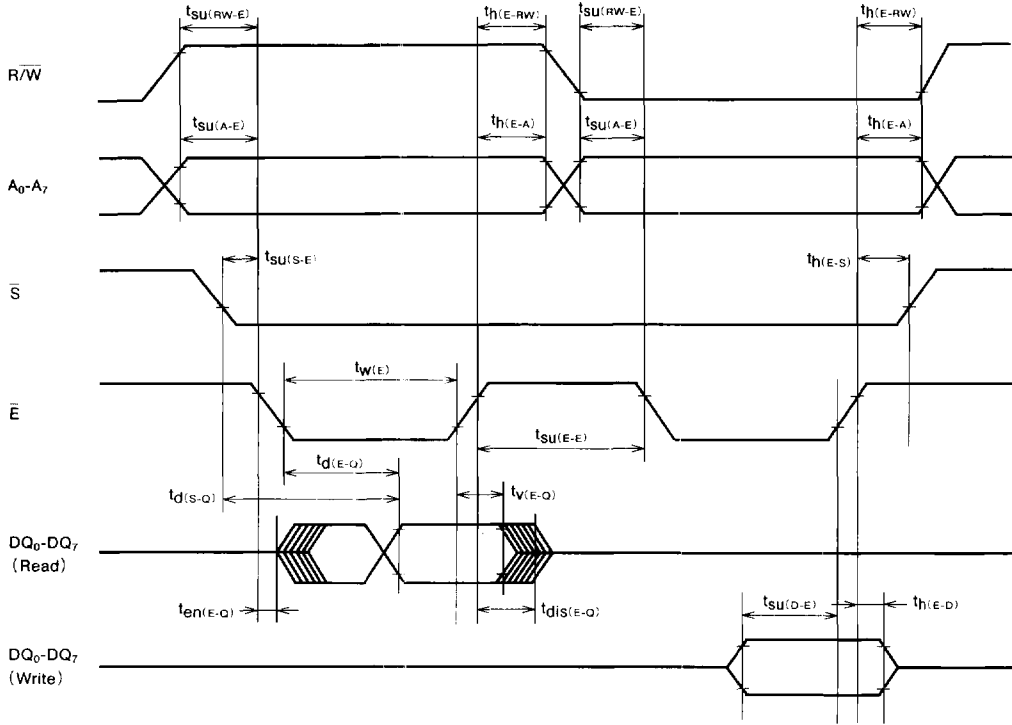 tsu(RW-E) th(E-RW) tsu(RW-E) th(E-RW)
R/W̅
tsu(A-E) th(E-A) tsu(A-E) th(E-A)
A₀-A₇
tsu(S-E) th(E-S)
S̅
tw(E)
E̅
tsu(E-E)
td(E-Q)
td(S-Q) tv(E-Q)
DQ₀-DQ₇
(Read)
ten(E-Q) tdis(E-Q) tsu(D-E) th(E-D)
DQ₀-DQ₇
(Write)